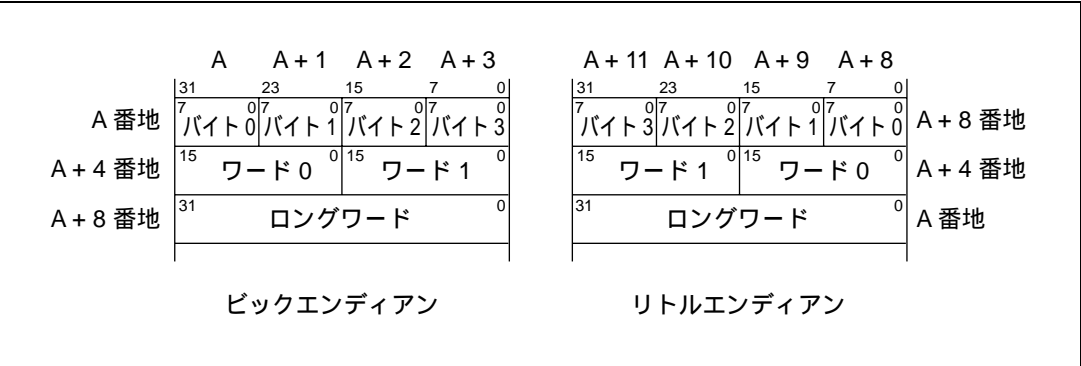 A A + 1 A + 2 A + 3
31 23 15 7 0
A 番地 7 バイト 0 0 7 バイト 1 0 7 バイト 2 0 7 バイト 3 0
A + 4 番地 15 ワード 0 0 15 ワード 1 0
A + 8 番地 31 ロングワード 0
ビックエンディアン
A + 11 A + 10 A + 9 A + 8
31 23 15 7 0
7 バイト 3 0 7 バイト 2 0 7 バイト 1 0 7 バイト 0 0 A + 8 番地
15 ワード 1 0 15 ワード 0 0 A + 4 番地
31 ロングワード 0 A 番地
リトルエンディアン